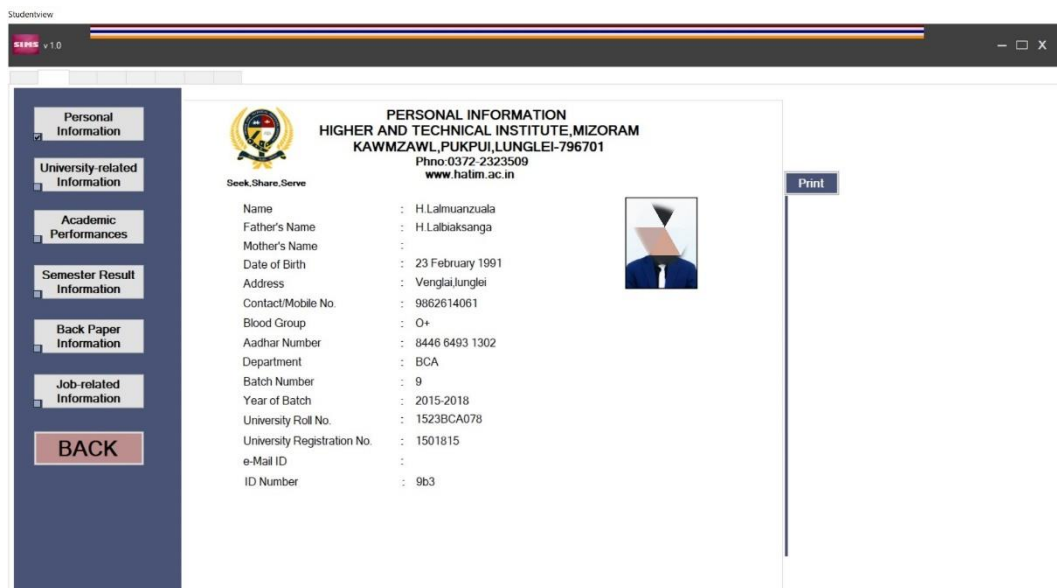 Studentview
SIMS v 1.0
Personal
Information
University-related
Information
Academic
Performances
Semester Result
Information
Back Paper
Information
Job-related
Information
BACK
PERSONAL INFORMATION
HIGHER AND TECHNICAL INSTITUTE,MIZORAM
KAWMZAWL,PUKPUI,LUNGLEI-796701
Phno:0372-2323509
www.hatim.ac.in
Seek,Share,Serve
Name : H.Lalmuanzuala
Father's Name : H.Lalbiaksanga
Mother's Name :
Date of Birth : 23 February 1991
Address : Venglai,lunglei
Contact/Mobile No. : 9862614061
Blood Group : O+
Aadhar Number : 8446 6493 1302
Department : BCA
Batch Number : 9
Year of Batch : 2015-2018
University Roll No. : 1523BCA078
University Registration No. : 1501815
e-Mail ID :
ID Number : 9b3
Print